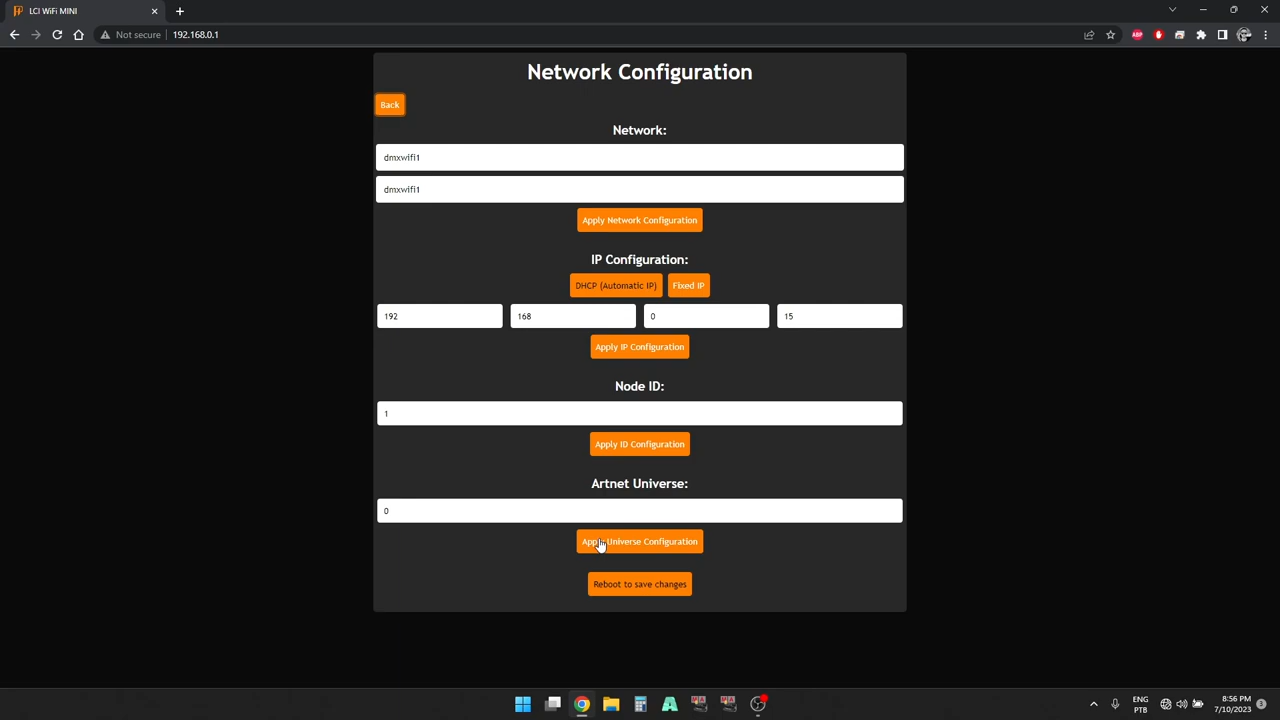 LCI WiFi MINI
Not secure
192.168.0.1
ABP
Network Configuration
Back
Network:
dmxwifi1
dmxwifi1
Apply Network Configuration
IP Configuration:
DHCP (Automatic IP)
Fixed IP
192
168
0
15
Apply IP Configuration
Node ID:
1
Apply ID Configuration
Artnet Universe:
0
Apply Universe Configuration
Reboot to save changes
ENG
PTB
8:56 PM
7/10/2023